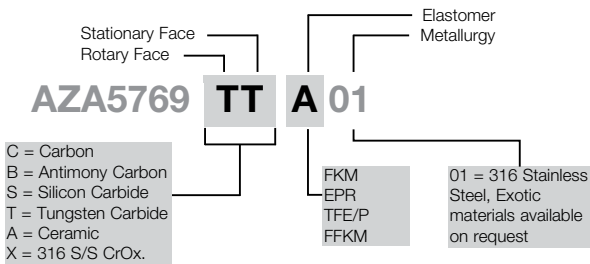 Elastomer
Stationary Face
Metallurgy
Rotary Face
AZA5769 TT A 01
C = Carbon
B = Antimony Carbon
S = Silicon Carbide
T = Tungsten Carbide
A = Ceramic
X = 316 S/S CrOx.
FKM
EPR
TFE/P
FFKM
01 = 316 Stainless
Steel, Exotic
materials available
on request